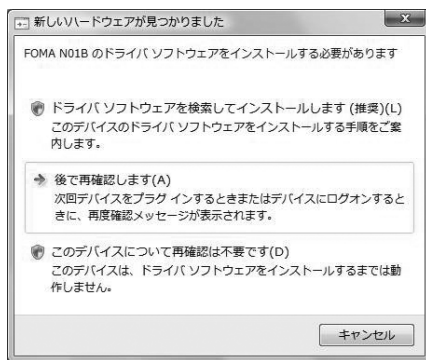 新しいハードウェアが見つかりました
FOMA N01B のドライバ ソフトウェアをインストールする必要があります
ドライバ ソフトウェアを検索してインストールします (推奨)(L)
このデバイスのドライバ ソフトウェアをインストールする手順をご案
内します。
後で再確認します(A)
次回デバイスをプラグ インするときまたはデバイスにログオンすると
きに、再度確認メッセージが表示されます。
このデバイスについて再確認は不要です(D)
このデバイスは、ドライバ ソフトウェアをインストールするまでは動
作しません。
キャンセル